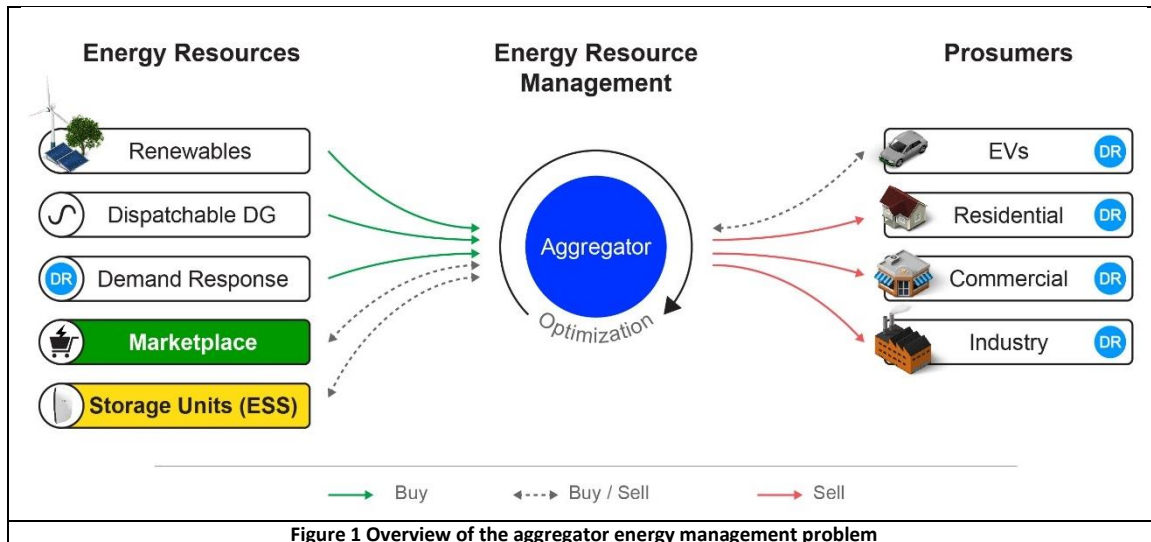 Energy Resources
Energy Resource
Management
Prosumers
Renewables
Dispatchable DG
DR
Demand Response
Marketplace
Storage Units (ESS)
Aggregator
Optimization
EVs
DR
Residential
DR
Commercial
DR
Industry
DR
Buy
Buy / Sell
Sell
Figure 1 Overview of the aggregator energy management problem